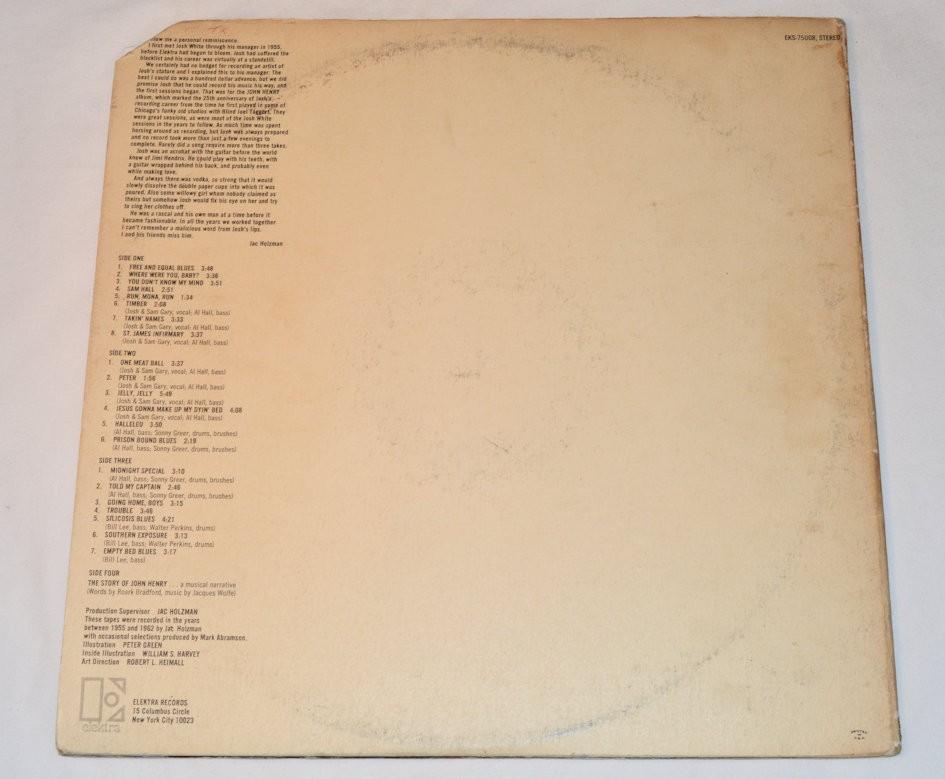 me a personal reminiscence.
I first met Josh White through his manager in 1955,
before Elektra had begun to bloom. Josh had suffered the
blacklist and his career was virtually at a standstill.
We certainly had no budget for recording an artist of
Josh's stature and I explained this to his manager. The
best I could do was a hundred dollar advance, but we did
promise Josh that he could record his music his way, and
the first sessions began. That was for the JOHN HENRY
album, which marked the 25th anniversary of Josh's
recording career from the time he first played in some of
Chicago's funky old studios with Blind Joel Taggart. They
were great sessions, as were most of the Josh White
sessions in the years to follow. As much time was spent
horsing around as recording, but Josh was always prepared
and no record took more than just a few evenings to
complete. Rarely did a song require more than three takes.
Josh was an acrobat with the guitar before the world
knew of Jimi Hendrix. He could play with his teeth, with
a guitar wrapped behind his back, and probably even
while making love.
And always there was vodka, so strong that it would
slowly dissolve the double paper cups into which it was
poured. Also some willowy girl whom nobody claimed as
theirs but somehow Josh would fix his eye on her and try
to sing her clothes off.
He was a rascal and his own man at a time before it
became fashionable. In all the years we worked together
I can't remember a malicious word from Josh's lips.
I and his friends miss him.
Jac Holzman
SIDE ONE
1. FREE AND EQUAL BLUES 3:48
2. WHERE WERE YOU, BABY? 3:36
3. YOU DON'T KNOW MY MIND 3:51
4. SAM HALL 2:51
5. RUN, MONA, RUN 1:34
6. TIMBER 2:08
(Josh & Sam Gary, vocal; Al Hall, bass)
7. TAKIN' NAMES 3:33
(Josh & Sam Gary, vocal; Al Hall, bass)
8. ST. JAMES INFIRMARY 3:37
(Josh & Sam Gary, vocal; Al Hall, bass)
SIDE TWO
1. ONE MEAT BALL 3:37
(Josh & Sam Gary, vocal; Al Hall, bass)
2. PETER 1:56
(Josh & Sam Gary, vocal; Al Hall, bass)
3. JELLY, JELLY 5:49
(Josh & Sam Gary, vocal; Al Hall, bass)
4. JESUS GONNA MAKE UP MY DYIN' BED 4:08
(Josh & Sam Gary, vocal; Al Hall, bass)
5. HALLELEU 3:50
(Al Hall, bass; Sonny Greer, drums, brushes)
6. PRISON BOUND BLUES 2:19
(Al Hall, bass; Sonny Greer, drums, brushes)
SIDE THREE
1. MIDNIGHT SPECIAL 3:10
(Al Hall, bass; Sonny Greer, drums, brushes)
2. TOLD MY CAPTAIN 2:46
(Al Hall, bass; Sonny Greer, drums, brushes)
3. GOING HOME, BOYS 3:15
4. TROUBLE 3:46
5. SILICOSIS BLUES 4:21
(Bill Lee, bass; Walter Perkins, drums)
6. SOUTHERN EXPOSURE 3:13
(Bill Lee, bass; Walter Perkins, drums)
7. EMPTY BED BLUES 3:17
(Bill Lee, bass)
SIDE FOUR
THE STORY OF JOHN HENRY . . . a musical narrative
(Words by Roark Bradford, music by Jacques Wolfe)
Production Supervisor JAC HOLZMAN
These tapes were recorded in the years
between 1955 and 1962 by Jac Holzman
with occasional selections produced by Mark Abramson.
Illustration PETER GREEN
Inside Illustration WILLIAM S. HARVEY
Art Direction ROBERT L. HEIMALL
elektra
ELEKTRA RECORDS
15 Columbus Circle
New York City 10023
EKS-75008, STEREO